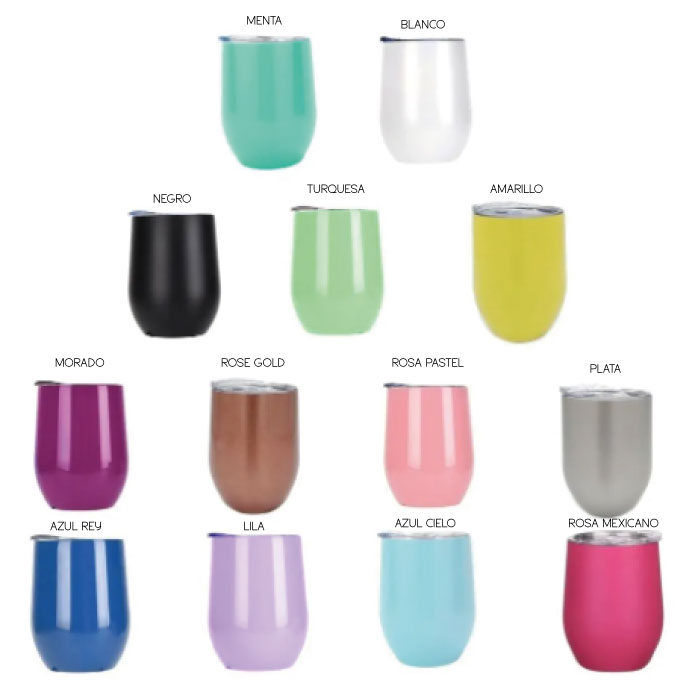 MENTA
BLANCO
NEGRO
TURQUESA
AMARILLO
MORADO
ROSE GOLD
ROSA PASTEL
PLATA
AZUL REY
LILA
AZUL CIELO
ROSA MEXICANO